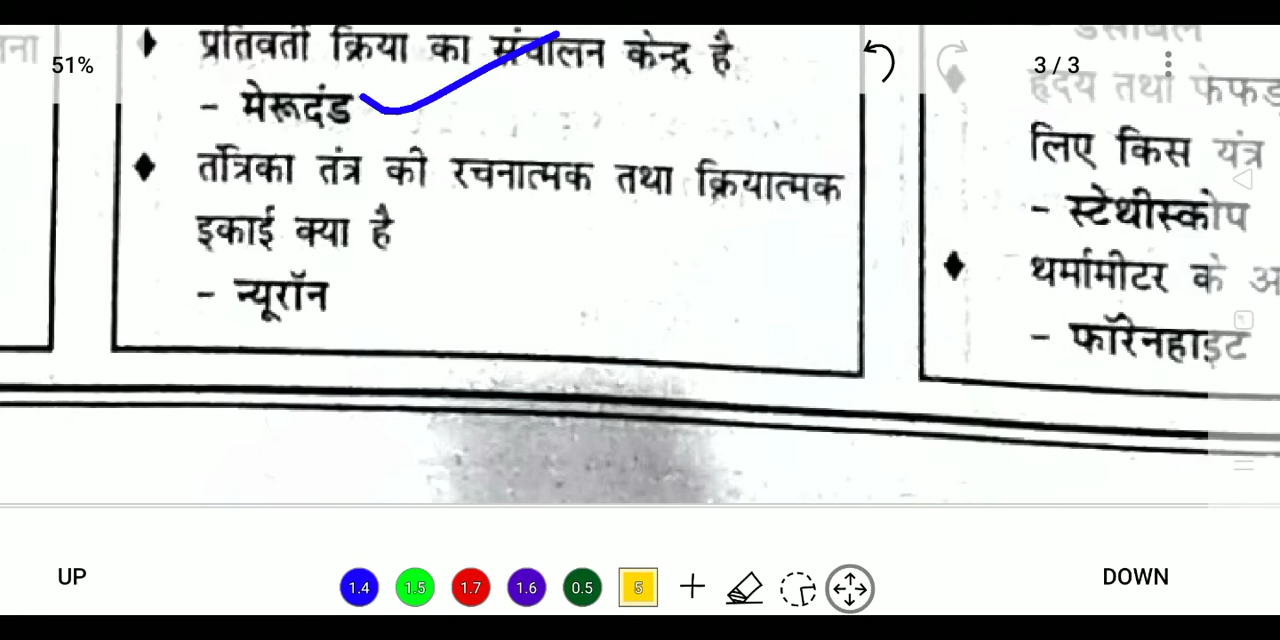 प्रतिवर्ती क्रिया का संचालन केन्द्र है
- मेरूदंड
तंत्रिका तंत्र की रचनात्मक तथा क्रियात्मक
इकाई क्या है
- न्यूरॉन
51%
3 / 3
हृदय तथा
लिए किस यंत्र
- स्टेथीस्कोप
थर्मामीटर के
- फॉरेनहाइट
UP
1.4 1.5 1.7 1.6 0.5 5
DOWN